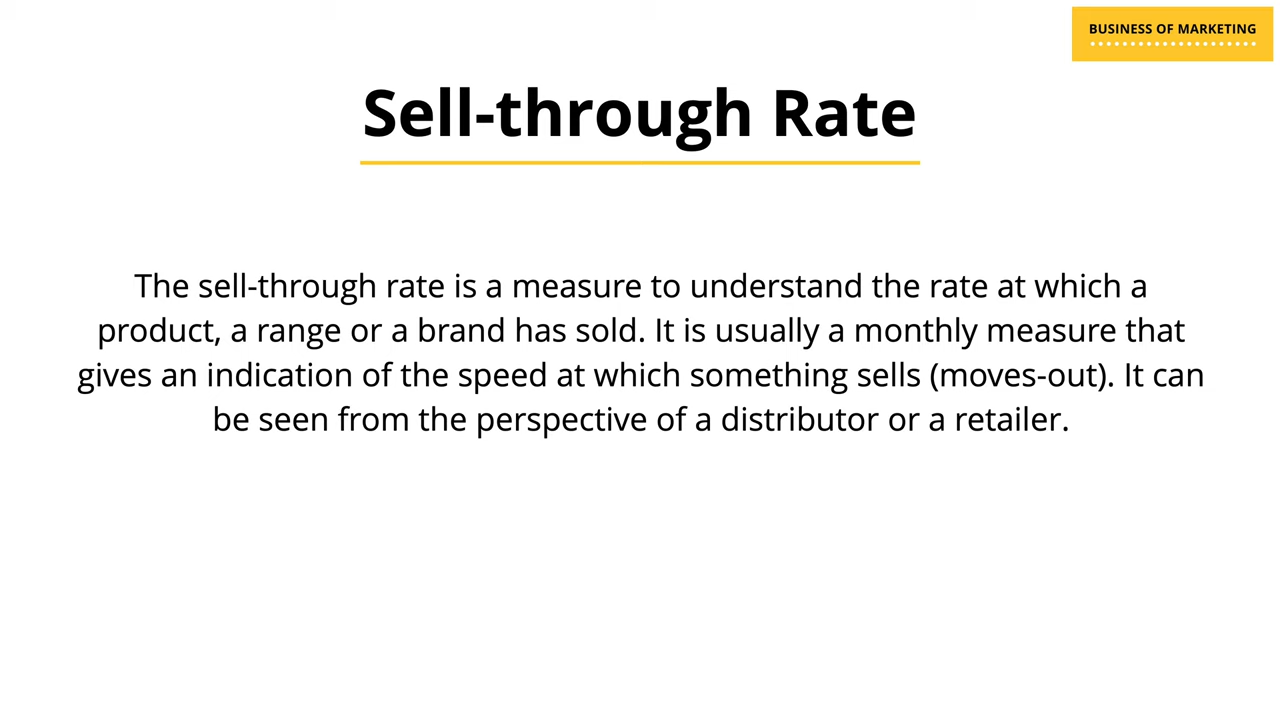 BUSINESS OF MARKETING
Sell-through Rate
The sell-through rate is a measure to understand the rate at which a
product, a range or a brand has sold. It is usually a monthly measure that
gives an indication of the speed at which something sells (moves-out). It can
be seen from the perspective of a distributor or a retailer.